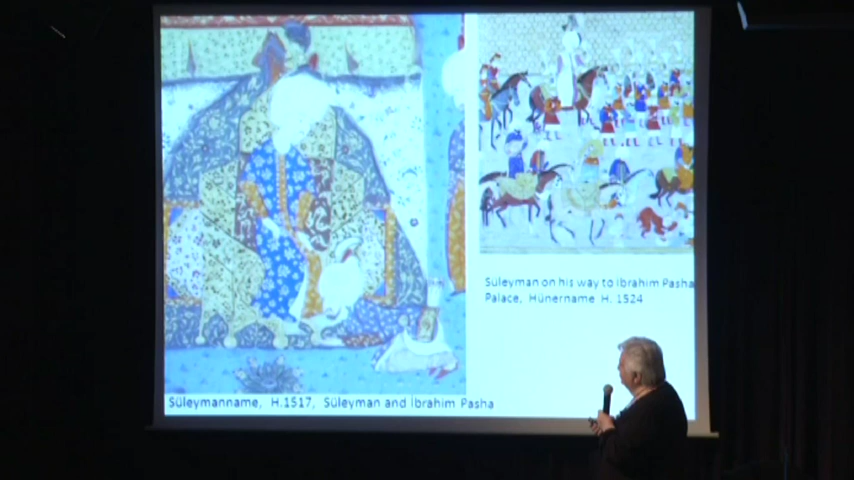 Süleyman on his way to İbrahim Pasha
Palace, Hünername H. 1524
Süleymanname, H.1517, Süleyman and İbrahim Pasha